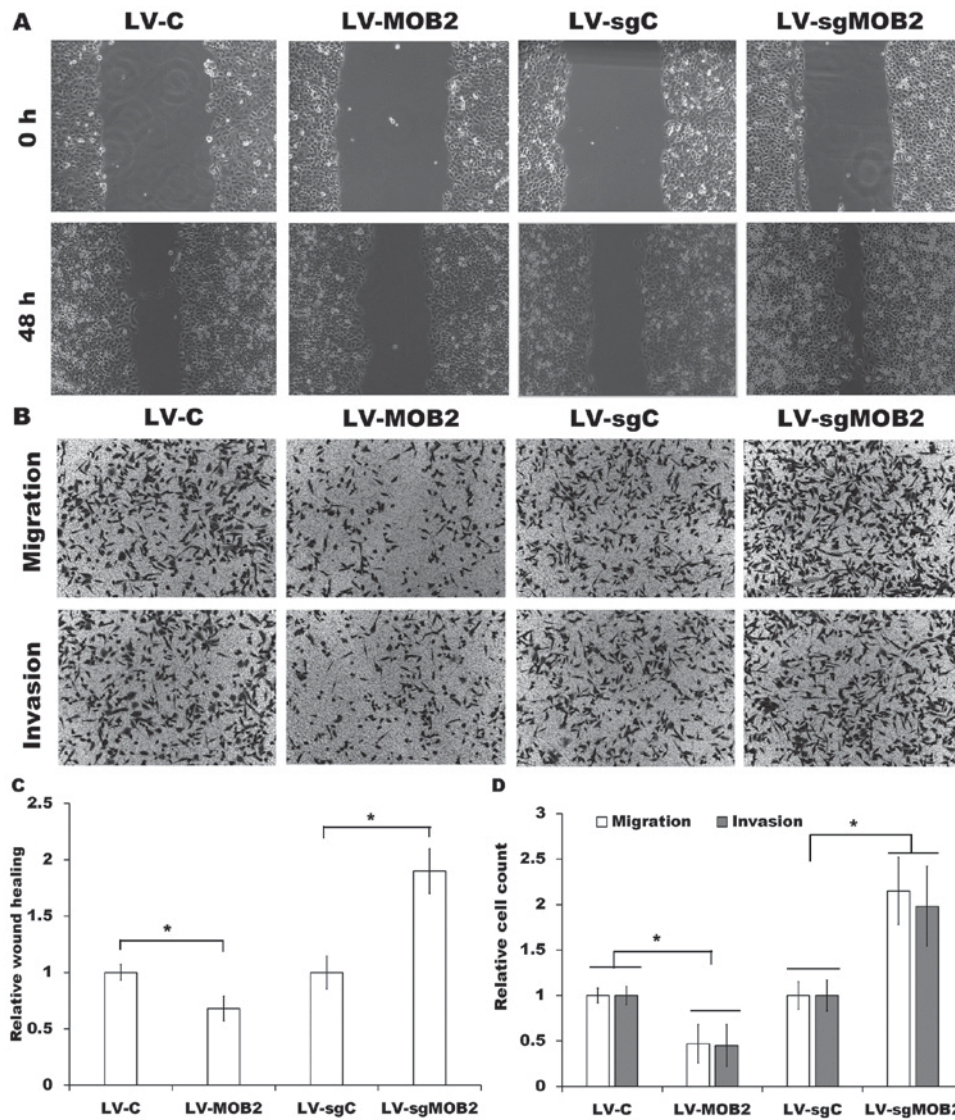 A
LV-C LV-MOB2 LV-sgC LV-sgMOB2
0 h
48 h
B
LV-C LV-MOB2 LV-sgC LV-sgMOB2
Migration
Invasion
C
Relative wound healing
2.5
2
1.5
1
0.5
0
*
*
LV-C LV-MOB2 LV-sgC LV-sgMOB2
D
Relative cell count
3
2.5
2
1.5
1
0.5
0
Migration Invasion
*
*
LV-C LV-MOB2 LV-sgC LV-sgMOB2